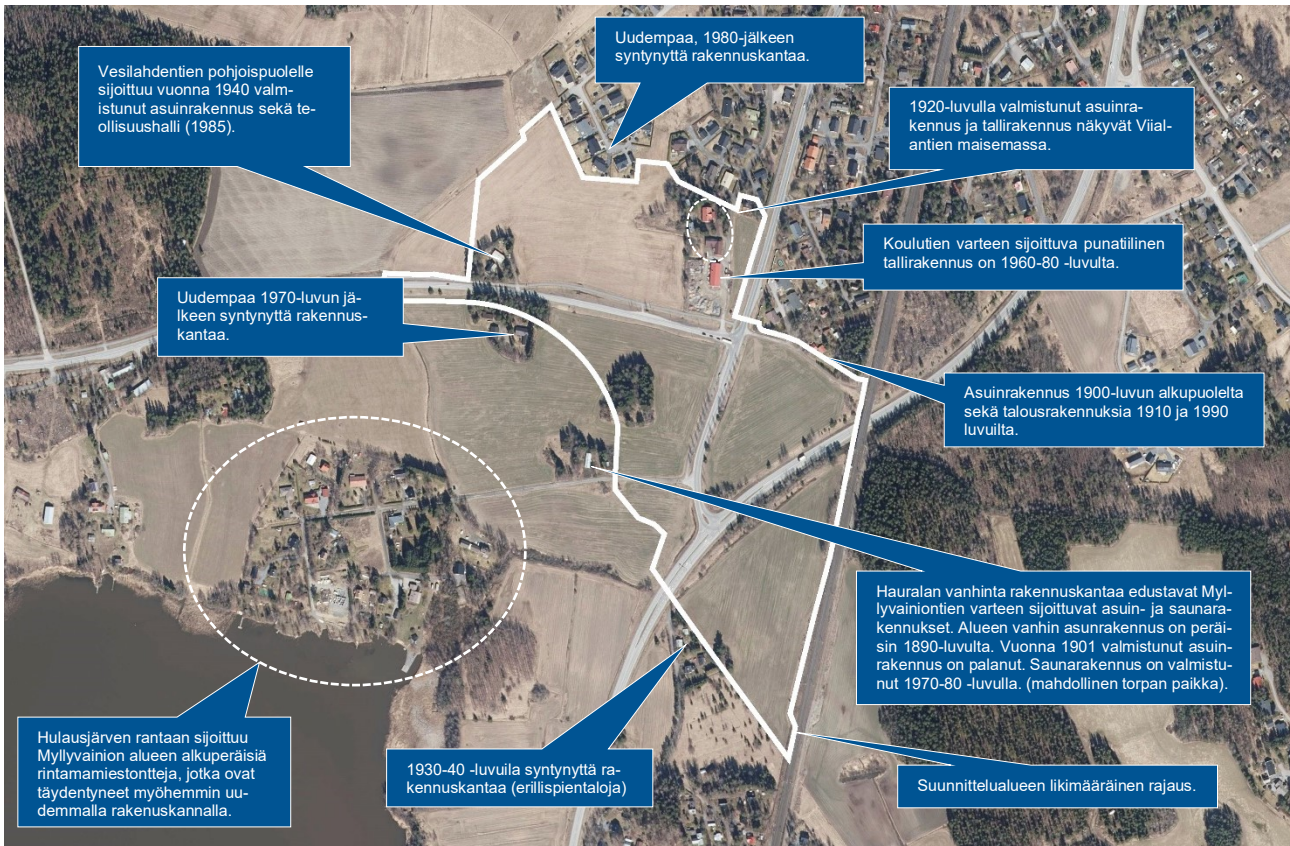 Uudempaa, 1980-jälkeen
syntynyttä rakennuskantaa.
Vesilahdentien pohjoispuolelle
sijoittuu vuonna 1940 valm-
istunut asuinrakennus sekä te-
ollisuushalli (1985).
1920-luvulla valmistunut asuinra-
kennus ja tallirakennus näkyvät Viial-
antien maisemassa.
Koulutien varteen sijoittuva punatiilinen
tallirakennus on 1960-80 -luvulta.
Uudempaa 1970-luvun jä-
lkeen syntynyttä rakennus-
kantaa.
Asuinrakennus 1900-luvun alkupuolelta
sekä talousrakennuksia 1910 ja 1990
luvuilta.
Hauralan vanhinta rakennuskantaa edustavat Myl-
lyvainiontien varteen sijoittuvat asuin- ja saunara-
kennukset. Alueen vanhin asunrakennus on peräi-
sin 1890-luvulta. Vuonna 1901 valmistunut asuin-
rakennus on palanut. Saunarakennus on valmistu-
nut 1970-80 -luvulla. (mahdollinen torpan paikka).
Hulausjärven rantaan sijoittuu
Myllyvainion alueen alkuperäisiä
rintamamiestontteja, jotka ovat
täydentyneet myöhemmin uu-
demmalla rakenuskannalla.
1930-40 -luvuila syntynyttä ra-
kennuskantaa (erillispientaloja)
Suunnittelualueen likimääräinen rajaus.